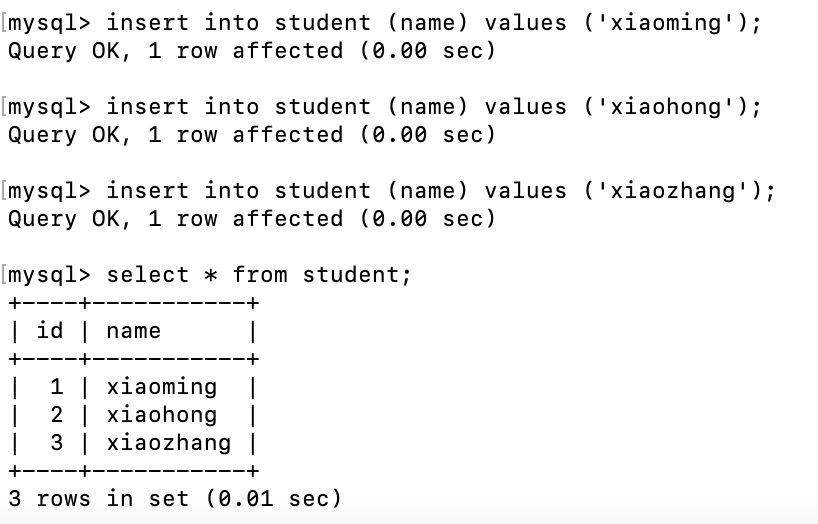 [mysql> insert into student (name) values ('xiaoming');
Query OK, 1 row affected (0.00 sec)
[mysql> insert into student (name) values ('xiaohong');
Query OK, 1 row affected (0.00 sec)
[mysql> insert into student (name) values ('xiaozhang');
Query OK, 1 row affected (0.00 sec)
[mysql> select * from student;
+----+-----------+
| id | name      |
+----+-----------+
|  1 | xiaoming  |
|  2 | xiaohong  |
|  3 | xiaozhang |
+----+-----------+
3 rows in set (0.01 sec)